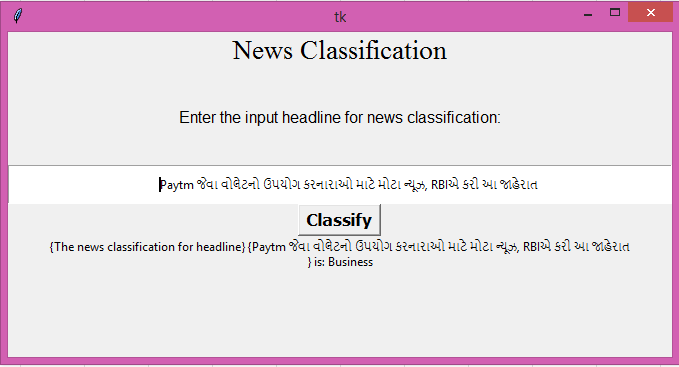 tk
News Classification
Enter the input headline for news classification:
Paytm જેવા વોલેટનો ઉપયોગ કરનારાઓ માટે મોટા ન્યૂઝ, RBIએ કરી આ જાહેરાત
Classify
{The news classification for headline} {Paytm જેવા વોલેટનો ઉપયોગ કરનારાઓ માટે મોટા ન્યૂઝ, RBIએ કરી આ જાહેરાત
} is: Business